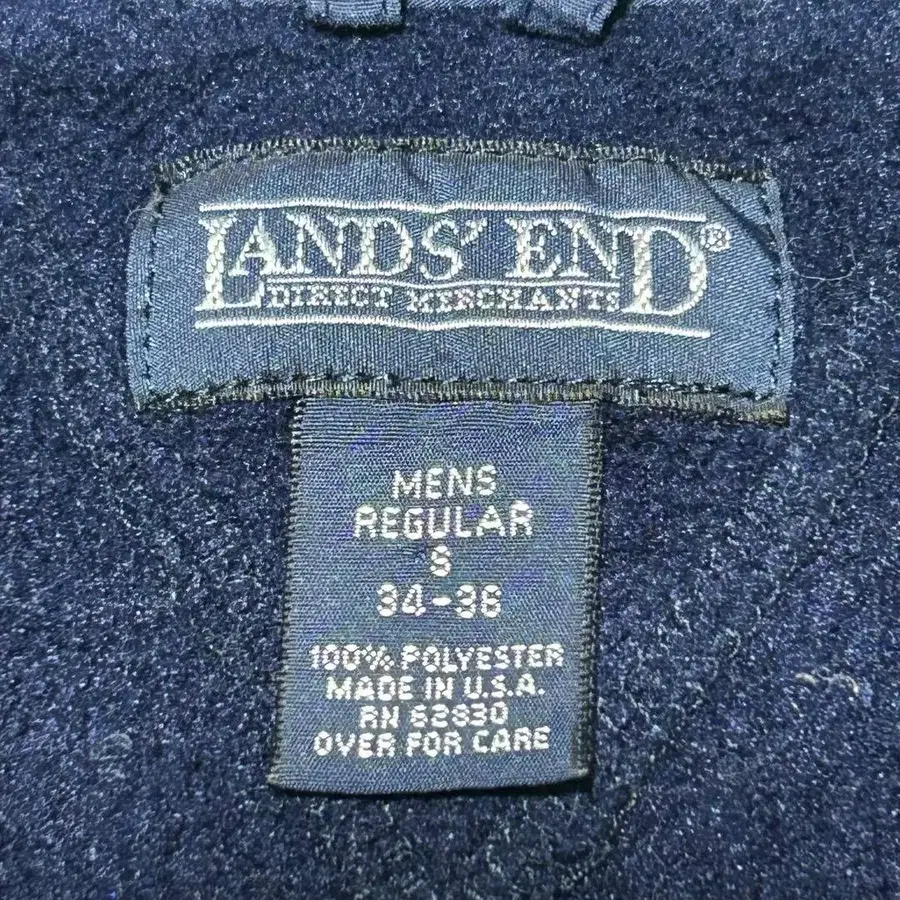 LANDS' END®
DIRECT MERCHANTS
MENS
REGULAR
S
34-36
100% POLYESTER
MADE IN U.S.A.
RN 62830
OVER FOR CARE